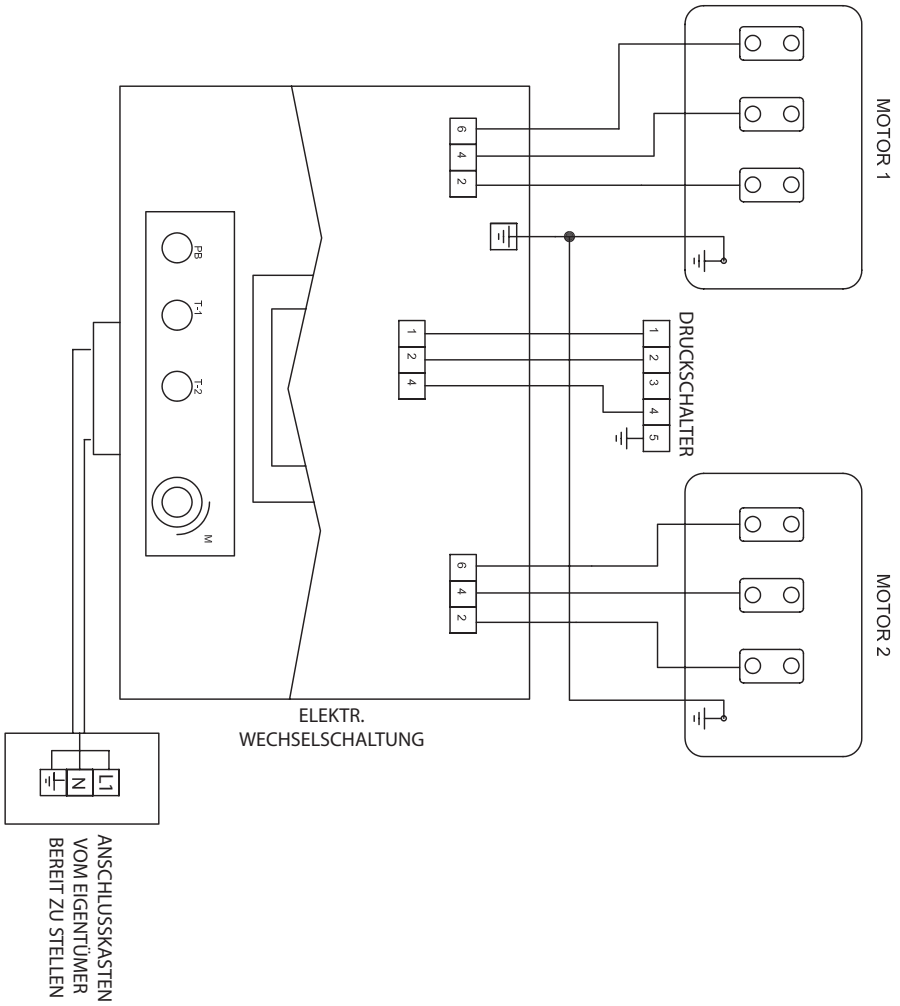 MOTOR 1
6
4
2
DRUCKSCHALTER
1
2
3
4
5
1
2
4
PB
T-1
T-2
M
MOTOR 2
6
4
2
ELEKTR.
WECHSELSCHALTUNG
L1
N
ANSCHLUSSKASTEN
VOM EIGENTÜMER
BEREIT ZU STELLEN